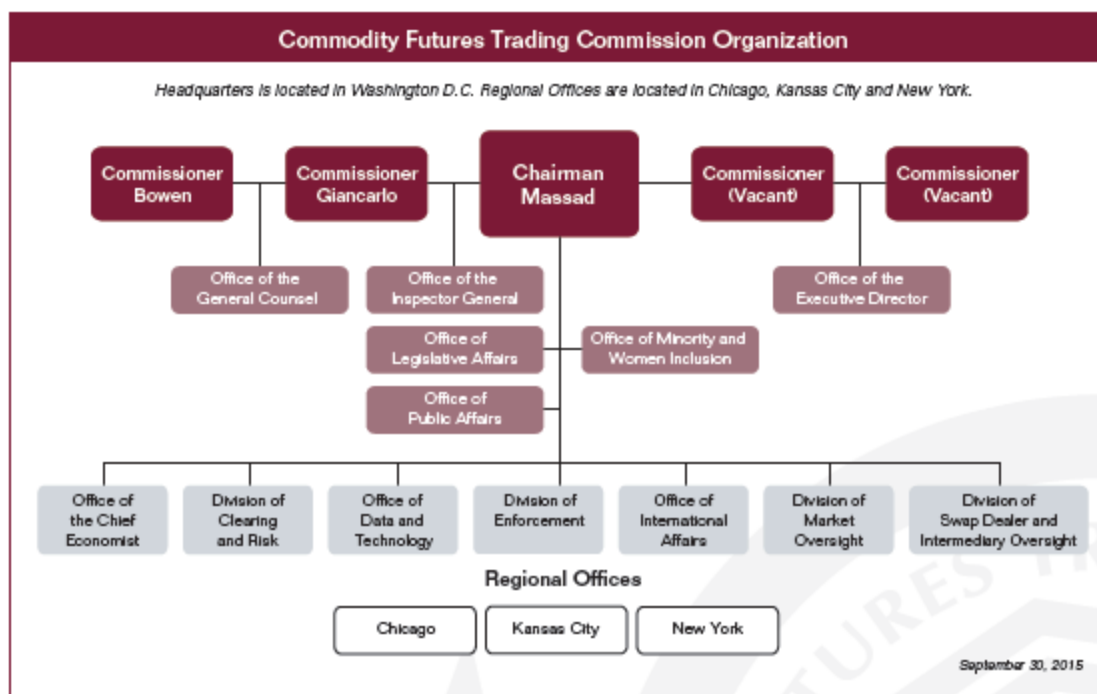 Commodity Futures Trading Commission Organization
Headquarters is located in Washington D.C. Regional Offices are located in Chicago, Kansas City and New York.
Commissioner
Bowen
Commissioner
Giancarlo
Chairman
Massad
Commissioner
(Vacant)
Commissioner
(Vacant)
Office of the
General Counsel
Office of the
Inspector General
Office of the
Executive Director
Office of
Legislative Affairs
Office of Minority and
Women Inclusion
Office of
Public Affairs
Office of
the Chief
Economist
Division of
Clearing
and Risk
Office of
Data and
Technology
Division of
Enforcement
Office of
International
Affairs
Division of
Market
Oversight
Division of
Swap Dealer and
Intermediary Oversight
Regional Offices
Chicago
Kansas City
New York
September 30, 2015